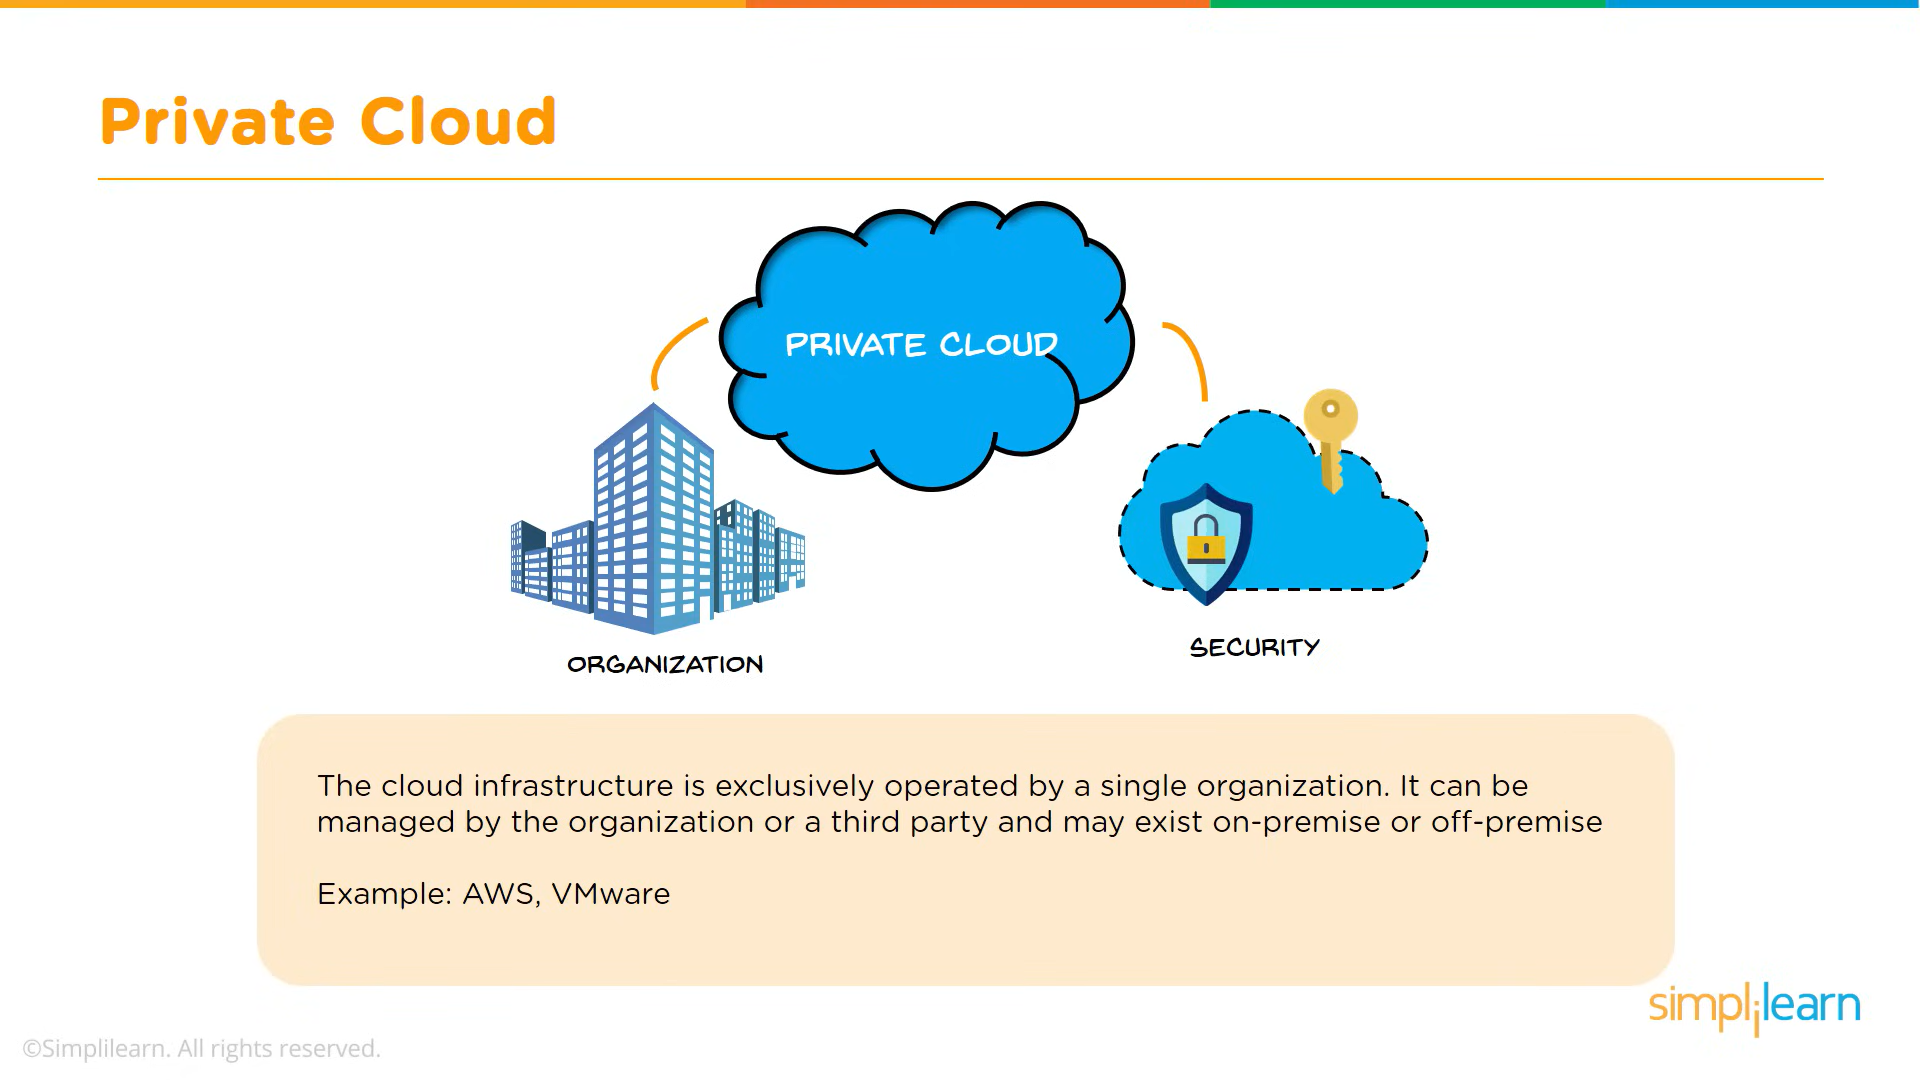 Private Cloud
PRIVATE CLOUD
ORGANIZATION
SECURITY
The cloud infrastructure is exclusively operated by a single organization. It can be
managed by the organization or a third party and may exist on-premise or off-premise
Example: AWS, VMware
simplilearn
©Simplilearn. All rights reserved.